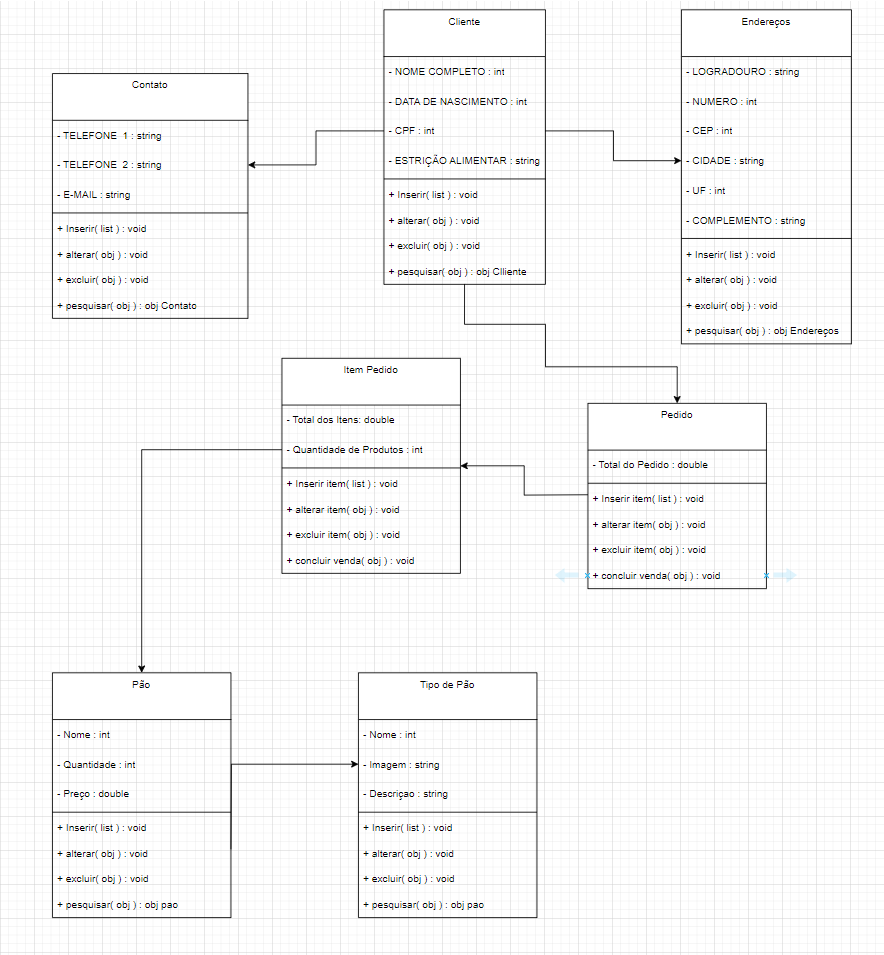 Cliente
- NOME COMPLETO : int
- DATA DE NASCIMENTO : int
- CPF : int
- ESTRIÇÃO ALIMENTAR : string
+ Inserir( list ) : void
+ alterar( obj ) : void
+ excluir( obj ) : void
+ pesquisar( obj ) : obj Clliente
Endereços
- LOGRADOURO : string
- NUMERO : int
- CEP : int
- CIDADE : string
- UF : int
- COMPLEMENTO : string
+ Inserir( list ) : void
+ alterar( obj ) : void
+ excluir( obj ) : void
+ pesquisar( obj ) : obj Endereços
Contato
- TELEFONE 1 : string
- TELEFONE 2 : string
- E-MAIL : string
+ Inserir( list ) : void
+ alterar( obj ) : void
+ excluir( obj ) : void
+ pesquisar( obj ) : obj Contato
Item Pedido
- Total dos Itens: double
- Quantidade de Produtos : int
+ Inserir item( list ) : void
+ alterar item( obj ) : void
+ excluir item( obj ) : void
+ concluir venda( obj ) : void
Pedido
- Total do Pedido : double
+ Inserir item( list ) : void
+ alterar item( obj ) : void
+ excluir item( obj ) : void
+ concluir venda( obj ) : void
Pão
- Nome : int
- Quantidade : int
- Preço : double
+ Inserir( list ) : void
+ alterar( obj ) : void
+ excluir( obj ) : void
+ pesquisar( obj ) : obj pao
Tipo de Pão
- Nome : int
- Imagem : string
- Descriçao : string
+ Inserir( list ) : void
+ alterar( obj ) : void
+ excluir( obj ) : void
+ pesquisar( obj ) : obj pao